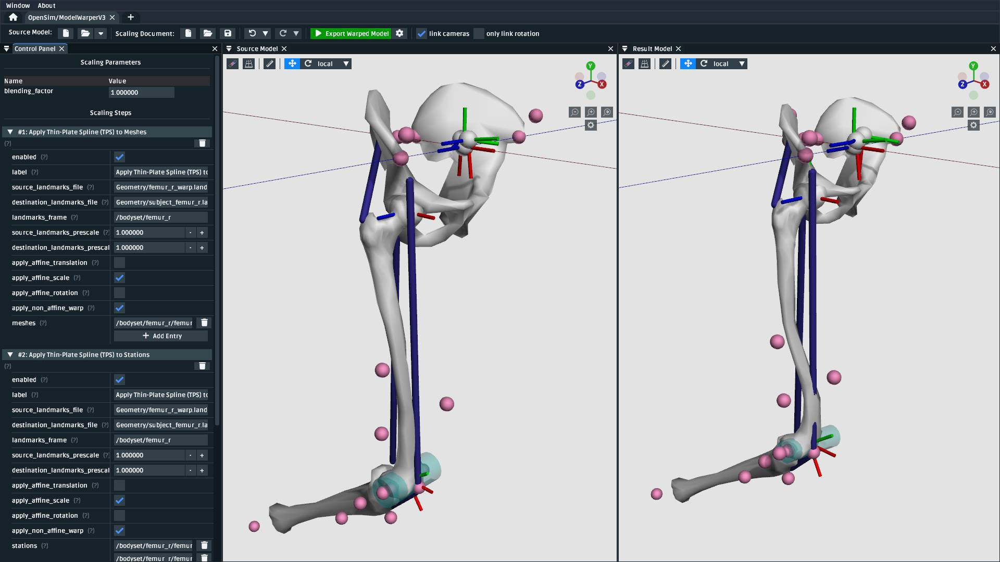 Window About
OpenSim/ModelWarperV3
Source Model: Scaling Document: Export Warped Model link cameras only link rotation
Control Panel
Scaling Parameters
Name Value
blending_factor 1.000000
Scaling Steps
#1: Apply Thin-Plate Spline (TPS) to Meshes
(?)
enabled (?)
label (?) Apply Thin-Plate Spline (TPS) to
source_landmarks_file (?) Geometry/femur_r_warp.land
destination_landmarks_file (?) Geometry/subject_femur_r.la
landmarks_frame (?) /bodyset/femur_r
source_landmarks_prescale (?) 1.000000 - +
destination_landmarks_prescal 1.000000 - +
apply_affine_translation (?)
apply_affine_scale (?)
apply_affine_rotation (?)
apply_non_affine_warp (?)
meshes (?) /bodyset/femur_r/femur
+ Add Entry
#2: Apply Thin-Plate Spline (TPS) to Stations
(?)
enabled (?)
label (?) Apply Thin-Plate Spline (TPS) to
source_landmarks_file (?) Geometry/femur_r_warp.land
destination_landmarks_file (?) Geometry/subject_femur_r.la
landmarks_frame (?) /bodyset/femur_r
source_landmarks_prescale (?) 1.000000 - +
destination_landmarks_prescal 1.000000 - +
apply_affine_translation (?)
apply_affine_scale (?)
apply_affine_rotation (?)
apply_non_affine_warp (?)
stations (?) /bodyset/femur_r/femur
/bodyset/femur_r/femur
Source Model
local
Y
Z X
Result Model
local
Y
Z X